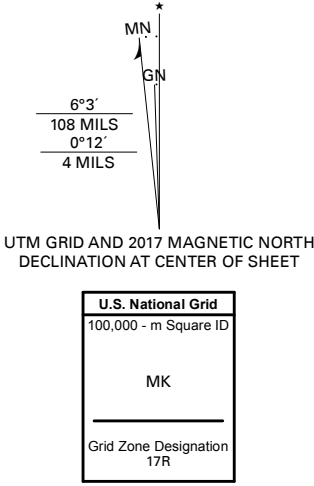 ★
MN
GN
6°3´
108 MILS
0°12´
4 MILS
UTM GRID AND 2017 MAGNETIC NORTH
DECLINATION AT CENTER OF SHEET
U.S. National Grid
100,000 - m Square ID
MK
Grid Zone Designation
17R